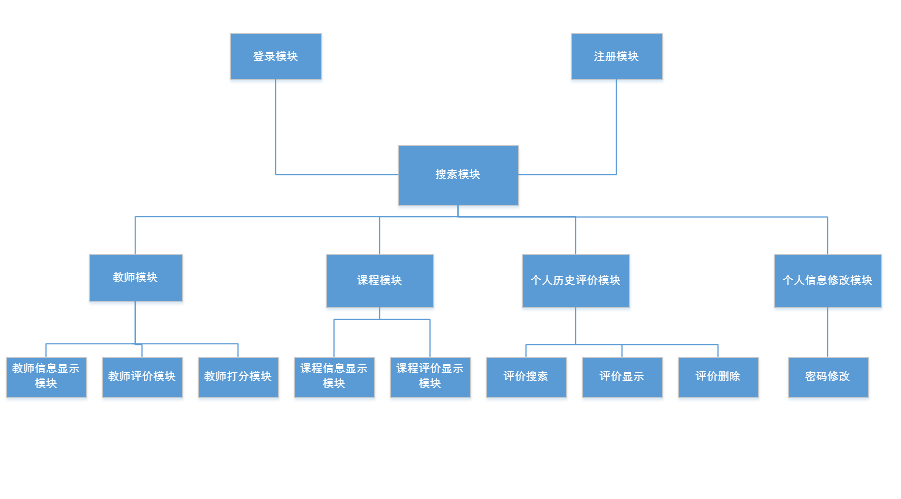 登录模块
注册模块
搜索模块
教师模块
课程模块
个人历史评价模块
个人信息修改模块
教师信息显示
模块
教师评价模块
教师打分模块
课程信息显示
模块
课程评价显示
模块
评价搜索
评价显示
评价删除
密码修改